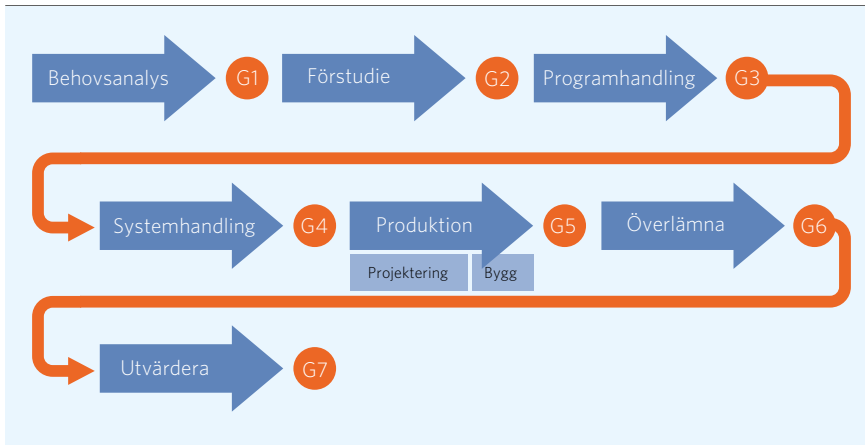 Behovsanalys
G1
Förstudie
G2
Programhandling
G3
Systemhandling
G4
Produktion
G5
Överlämna
G6
Projektering
Bygg
Utvärdera
G7